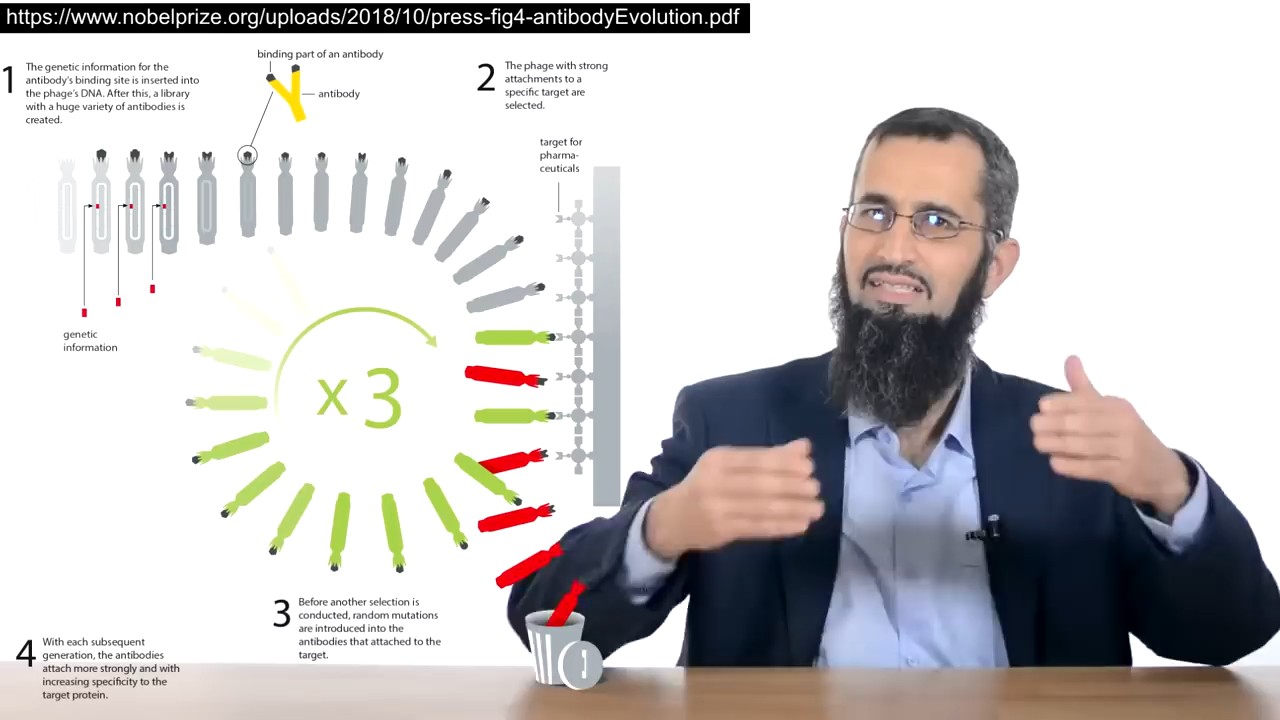 https://www.nobelprize.org/uploads/2018/10/press-fig4-antibodyEvolution.pdf
1
The genetic information for the
antibody's binding site is inserted into
the phage's DNA. After this, a library
with a huge variety of antibodies is
created.
binding part of an antibody
antibody
2
The phage with strong
attachments to a
specific target are
selected.
target for
pharma-
ceuticals
genetic
information
x 3
3
Before another selection is
conducted, random mutations
are introduced into the
antibodies that attached to the
target.
4
With each subsequent
generation, the antibodies
attach more strongly and with
increasing specificity to the
target protein.